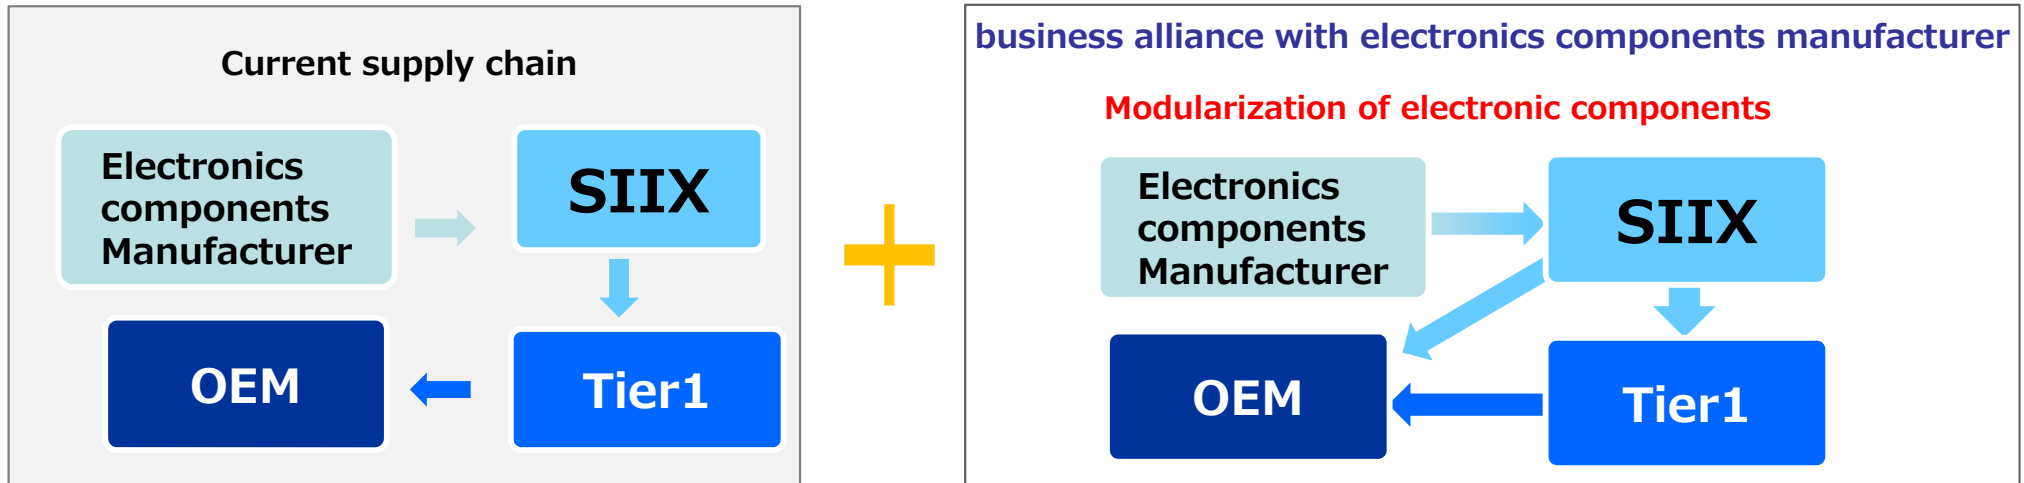 Current supply chain
Electronics
components
Manufacturer
SIIX
OEM
Tier1
business alliance with electronics components manufacturer
Modularization of electronic components
Electronics
components
Manufacturer
SIIX
OEM
Tier1